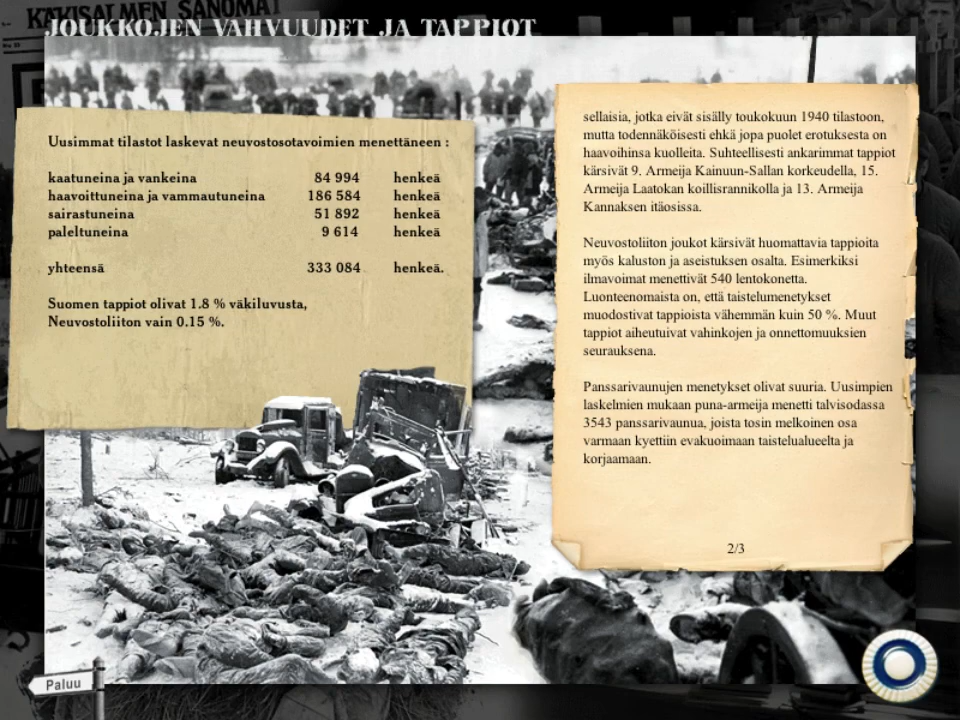 KÄKISALMEN SANOMAT
JOUKKOJEN VAHVUUDET JA TAPPIOT
Uusimmat tilastot laskevat neuvostosotavoimien menettäneen :
kaatuneina ja vankeina 84 994 henkeä
haavoittuneina ja vammautuneina 186 584 henkeä
sairastuneina 51 892 henkeä
paleltuneina 9 614 henkeä
yhteensä 333 084 henkeä.
Suomen tappiot olivat 1.8 % väkiluvusta,
Neuvostoliiton vain 0.15 %.
sellaisia, jotka eivät sisälly toukokuun 1940 tilastoon,
mutta todennäköisesti ehkä jopa puolet erotuksesta on
haavoihinsa kuolleita. Suhteellisesti ankarimmat tappiot
kärsivät 9. Armeija Kainuun-Sallan korkeudella, 15.
Armeija Laatokan koillisrannikolla ja 13. Armeija
Kannaksen itäosissa.
Neuvostoliiton joukot kärsivät huomattavia tappioita
myös kaluston ja aseistuksen osalta. Esimerkiksi
ilmavoimat menettivät 540 lentokonetta.
Luonteenomaista on, että taistelumenetykset
muodostivat tappioista vähemmän kuin 50 %. Muut
tappiot aiheutuivat vahinkojen ja onnettomuuksien
seurauksena.
Panssarivaunujen menetykset olivat suuria. Uusimpien
laskelmien mukaan puna-armeija menetti talvisodassa
3543 panssarivaunua, joista tosin melkoinen osa
varmaan kyettiin evakuoimaan taistelualueelta ja
korjaamaan.
2/3
Paluu